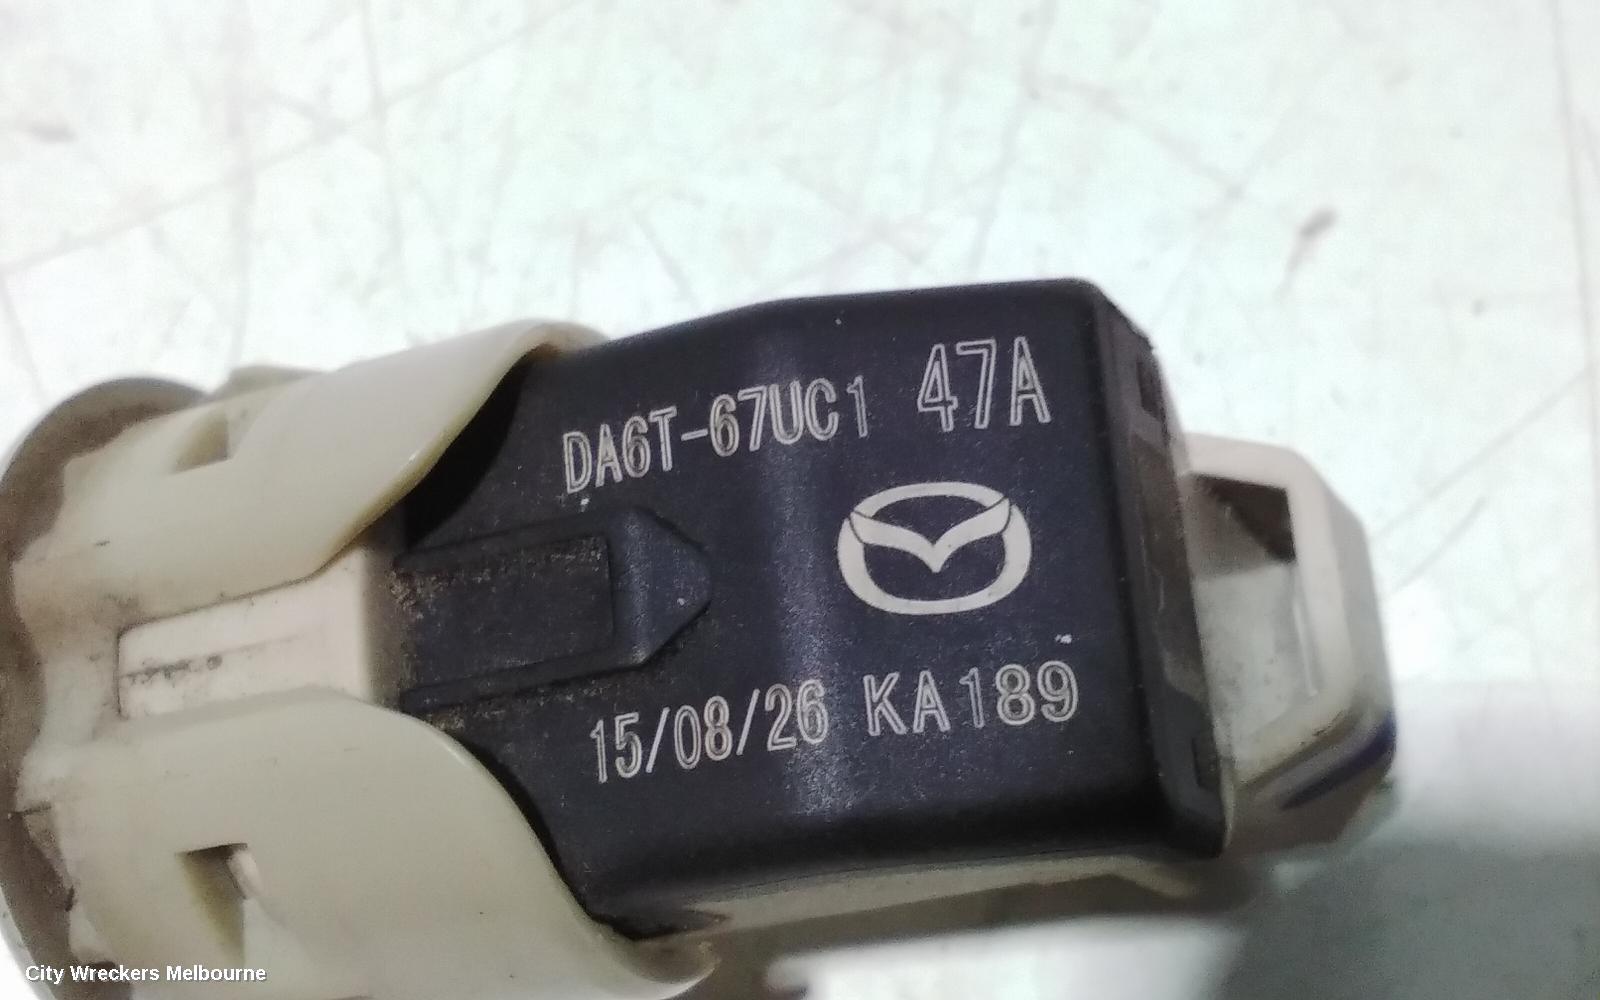 DA6T-67UC1 47A
15/08/26 KA189
City Wreckers Melbourne